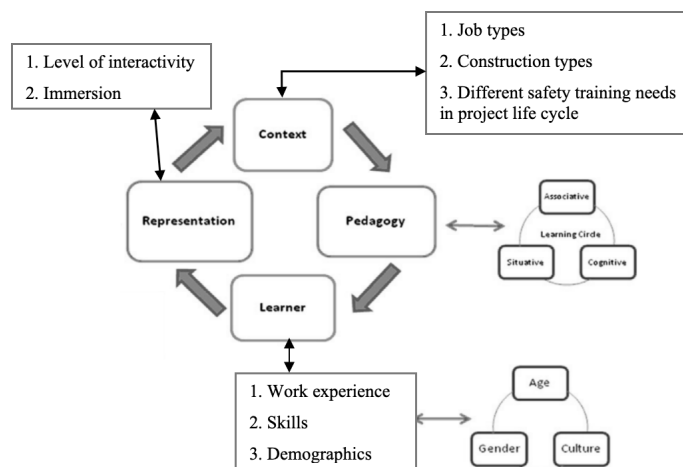 1. Job types
2. Construction types
3. Different safety training needs
in project life cycle
1. Level of interactivity
2. Immersion
Context
Representation
Pedagogy
Associative
Learning Circle
Situative
Cognitive
Learner
1. Work experience
2. Skills
3. Demographics
Age
Gender
Culture